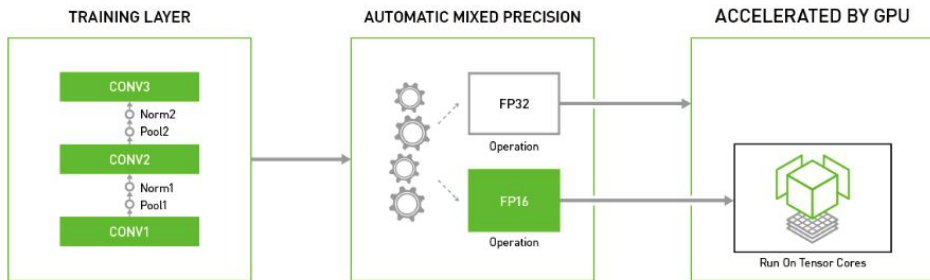 TRAINING LAYER
AUTOMATIC MIXED PRECISION
ACCELERATED BY GPU
CONV3
Norm2
Pool2
CONV2
Norm1
Pool1
CONV1
FP32
Operation
FP16
Operation
Run On Tensor Cores